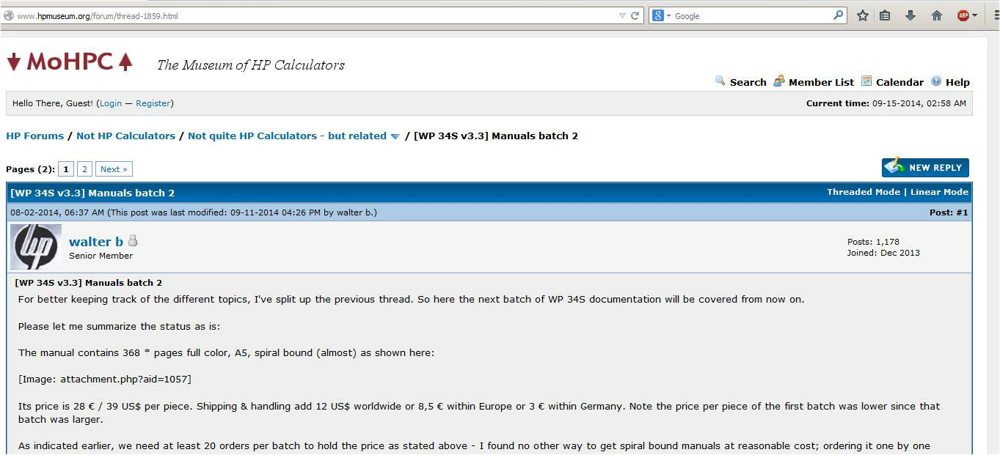 www.hpmuseum.org/forum/thread-1859.html
Google
ABP
MoHPC The Museum of HP Calculators
Search Member List Calendar Help
Hello There, Guest! (Login — Register) Current time: 09-15-2014, 02:58 AM
HP Forums / Not HP Calculators / Not quite HP Calculators - but related / [WP 34S v3.3] Manuals batch 2
Pages (2): 1 2 Next » NEW REPLY
[WP 34S v3.3] Manuals batch 2 Threaded Mode | Linear Mode
08-02-2014, 06:37 AM (This post was last modified: 09-11-2014 04:26 PM by walter b.) Post: #1
hp
walter b Posts: 1,178
Senior Member Joined: Dec 2013
[WP 34S v3.3] Manuals batch 2
For better keeping track of the different topics, I've split up the previous thread. So here the next batch of WP 34S documentation will be covered from now on.
Please let me summarize the status as is:
The manual contains 368 * pages full color, A5, spiral bound (almost) as shown here:
[Image: attachment.php?aid=1057]
Its price is 28 € / 39 US$ per piece. Shipping & handling add 12 US$ worldwide or 8,5 € within Europe or 3 € within Germany. Note the price per piece of the first batch was lower since that
batch was larger.
As indicated earlier, we need at least 20 orders per batch to hold the price as stated above - I found no other way to get spiral bound manuals at reasonable cost; ordering it one by one